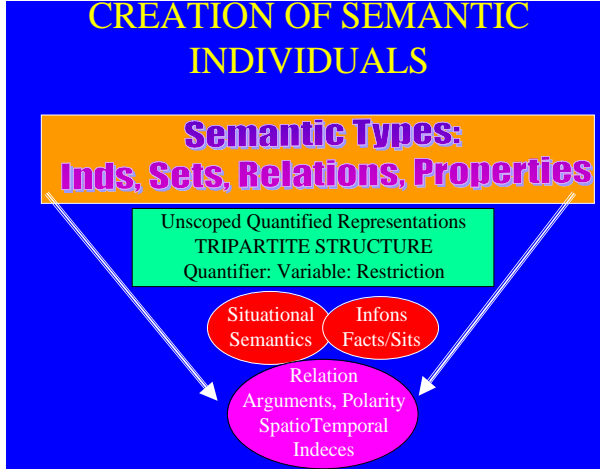 CREATION OF SEMANTIC
INDIVIDUALS
Semantic Types:
Inds, Sets, Relations, Properties
Unscoped Quantified Representations
TRIPARTITE STRUCTURE
Quantifier: Variable: Restriction
Situational
Semantics
Infons
Facts/Sits
Relation
Arguments, Polarity
SpatioTemporal
Indeces